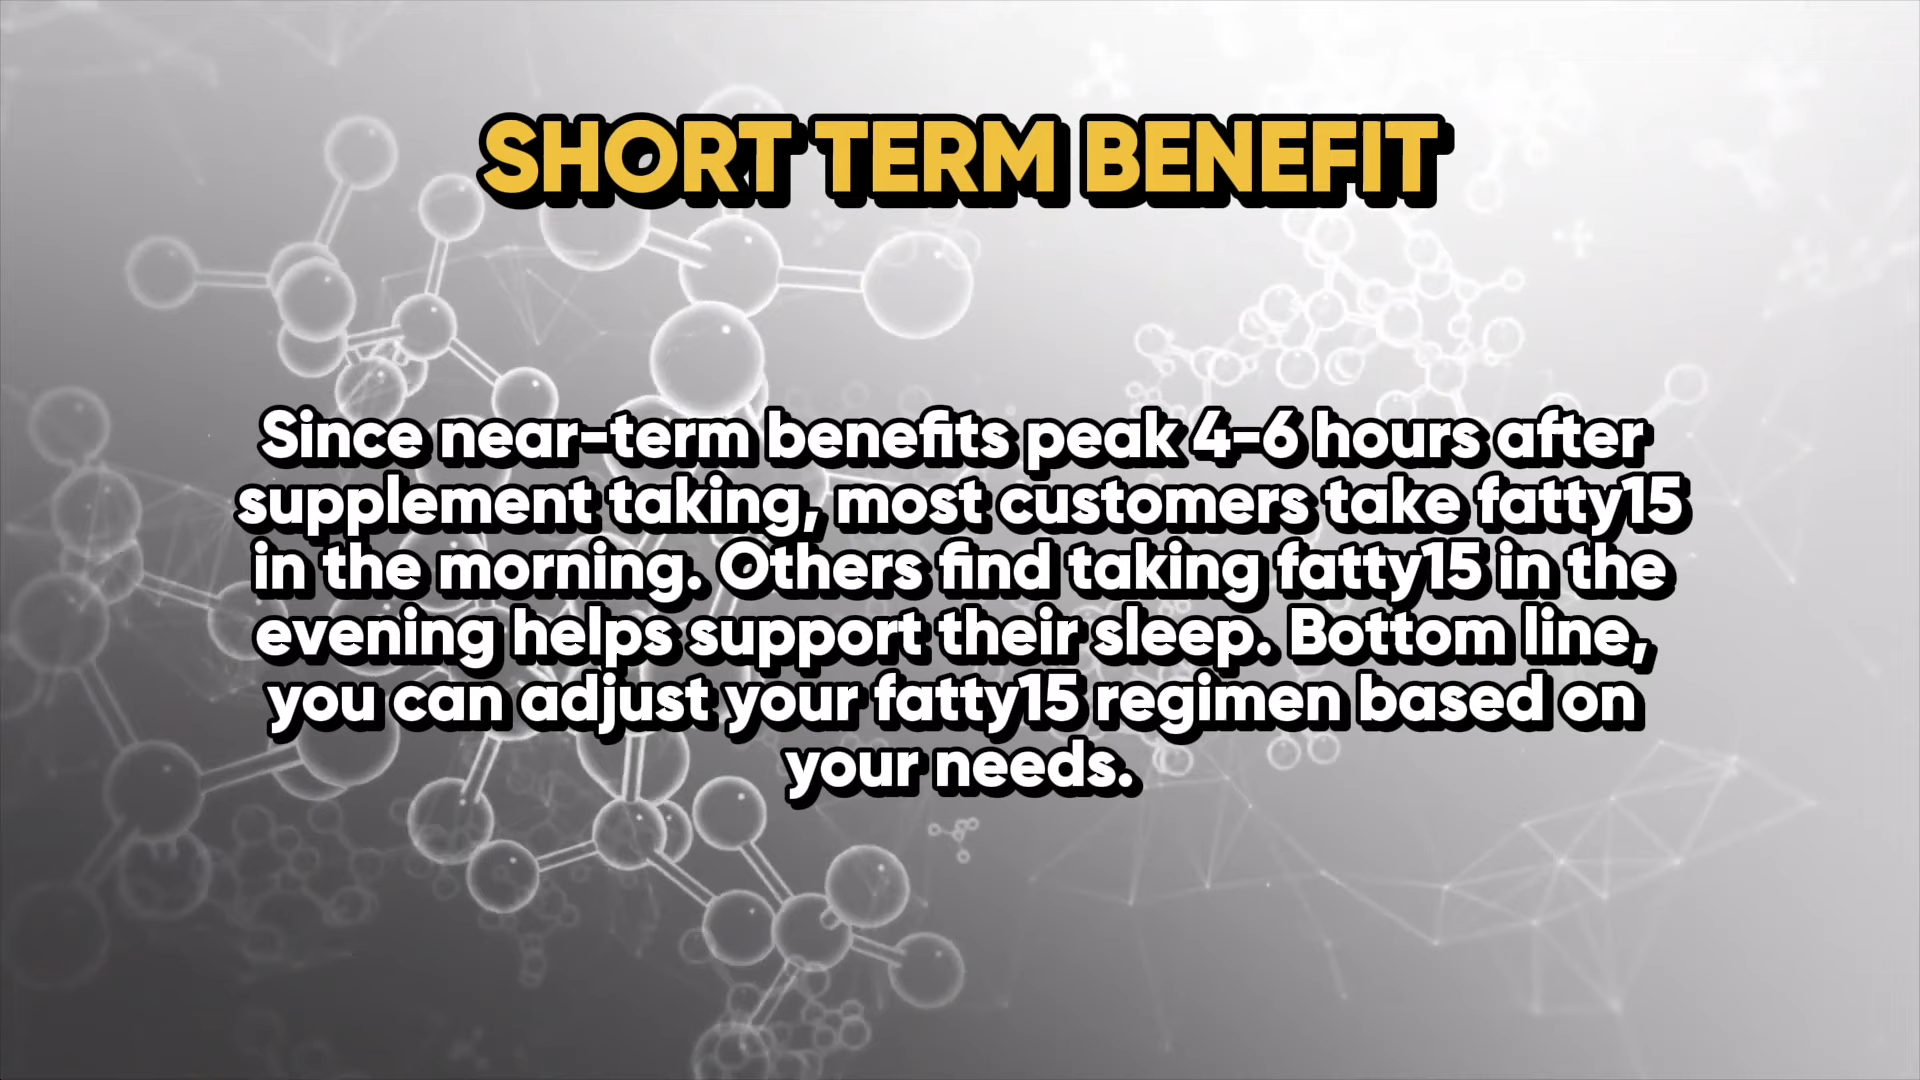 SHORT TERM BENEFIT
Since near-term benefits peak 4-6 hours after
supplement taking, most customers take fatty15
in the morning. Others find taking fatty15 in the
evening helps support their sleep. Bottom line,
you can adjust your fatty15 regimen based on
your needs.